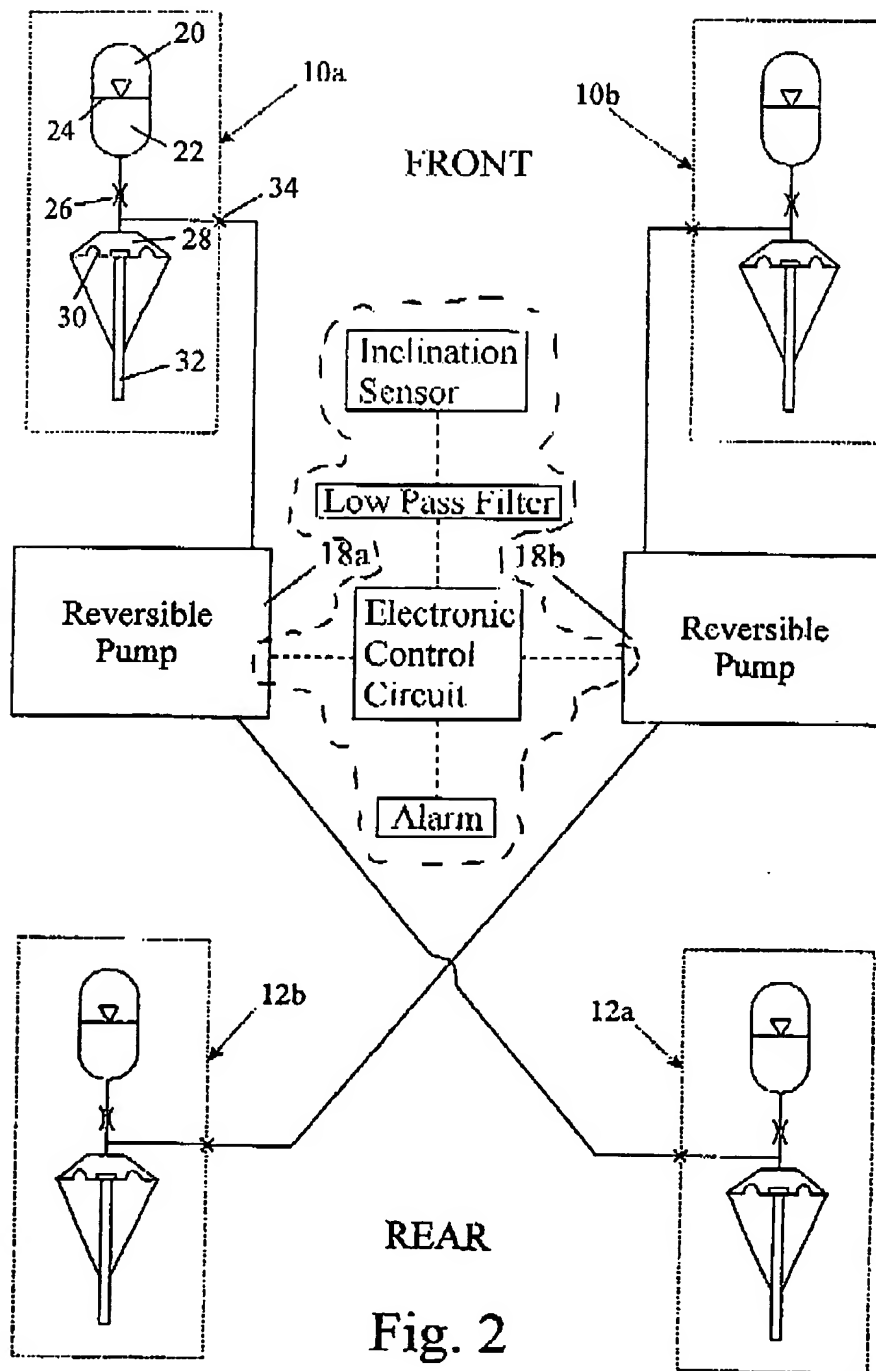 20
10a
24
22
10b
FRONT
26
34
28
30
32
Inclination
Sensor
Low Pass Filter
18a
18b
Reversible
Pump
Electronic
Control
Circuit
Reversible
Pump
Alarm
12b
12a
REAR
Fig. 2